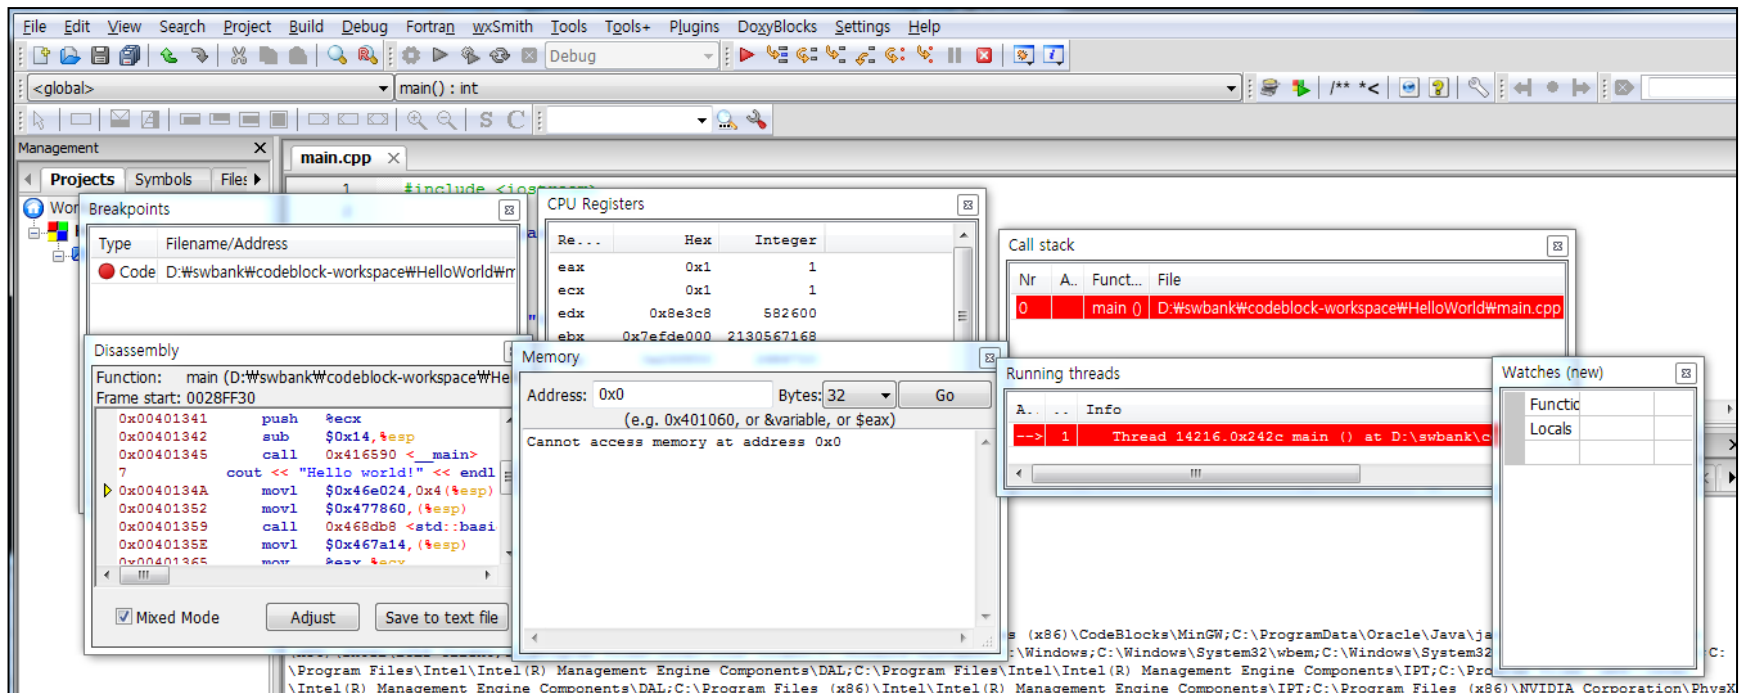 File Edit View Search Project Build Debug Fortran wxSmith Tools Tools+ Plugins DoxyBlocks Settings Help
Debug
<global> main() : int
/** *<
S C
Management
main.cpp
Projects Symbols Files
1 #include <iostream>
Breakpoints
Type Filename/Address
Code D:₩swbank₩codeblock-workspace₩HelloWorld₩m
CPU Registers
Re... Hex Integer
eax 0x1 1
ecx 0x1 1
edx 0x8e3c8 582600
ebx 0x7efde000 2130567168
Call stack
Nr A.. Funct... File
0 main () D:₩swbank₩codeblock-workspace₩HelloWorld₩main.cpp
Disassembly
Function: main (D:₩swbank₩codeblock-workspace₩He
Frame start: 0028FF30
0x00401341 push %ecx
0x00401342 sub $0x14,%esp
0x00401345 call 0x416590 <__main>
7 cout << "Hello world!" << endl
0x0040134A movl $0x46e024,0x4(%esp)
0x00401352 movl $0x477860,(%esp)
0x00401359 call 0x468db8 <std::basi
0x0040135E movl $0x467a14,(%esp)
0x00401365 mov %eax,%ecx
Mixed Mode Adjust Save to text file
Memory
Address: 0x0 Bytes: 32 Go
(e.g. 0x401060, or &variable, or $eax)
Cannot access memory at address 0x0
Running threads
A.. .. Info
--> 1 Thread 14216.0x242c main () at D:\swbank\c
Watches (new)
Functio
Locals
s (x86)\CodeBlocks\MinGW;C:\ProgramData\Oracle\Java\ja
:\Windows;C:\Windows\System32\wbem;C:\Windows\System32 C:
\Program Files\Intel\Intel(R) Management Engine Components\DAL;C:\Program Files\Intel\Intel(R) Management Engine Components\IPT;C:\Pro
\Intel(R) Management Engine Components\DAL;C:\Program Files (x86)\Intel\Intel(R) Management Engine Components\IPT;C:\Program Files (x86)\NVIDIA Corporation\PhysX